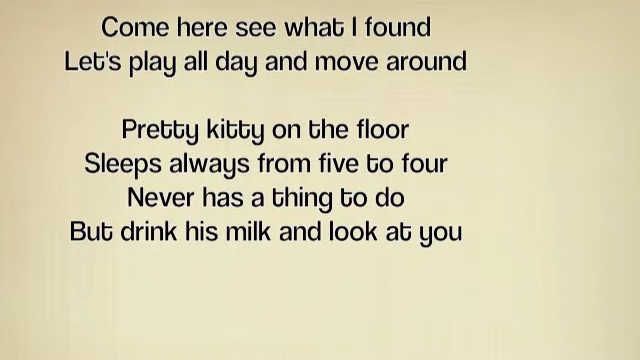 Come here see what I found
Let's play all day and move around
Pretty kitty on the floor
Sleeps always from five to four
Never has a thing to do
But drink his milk and look at you